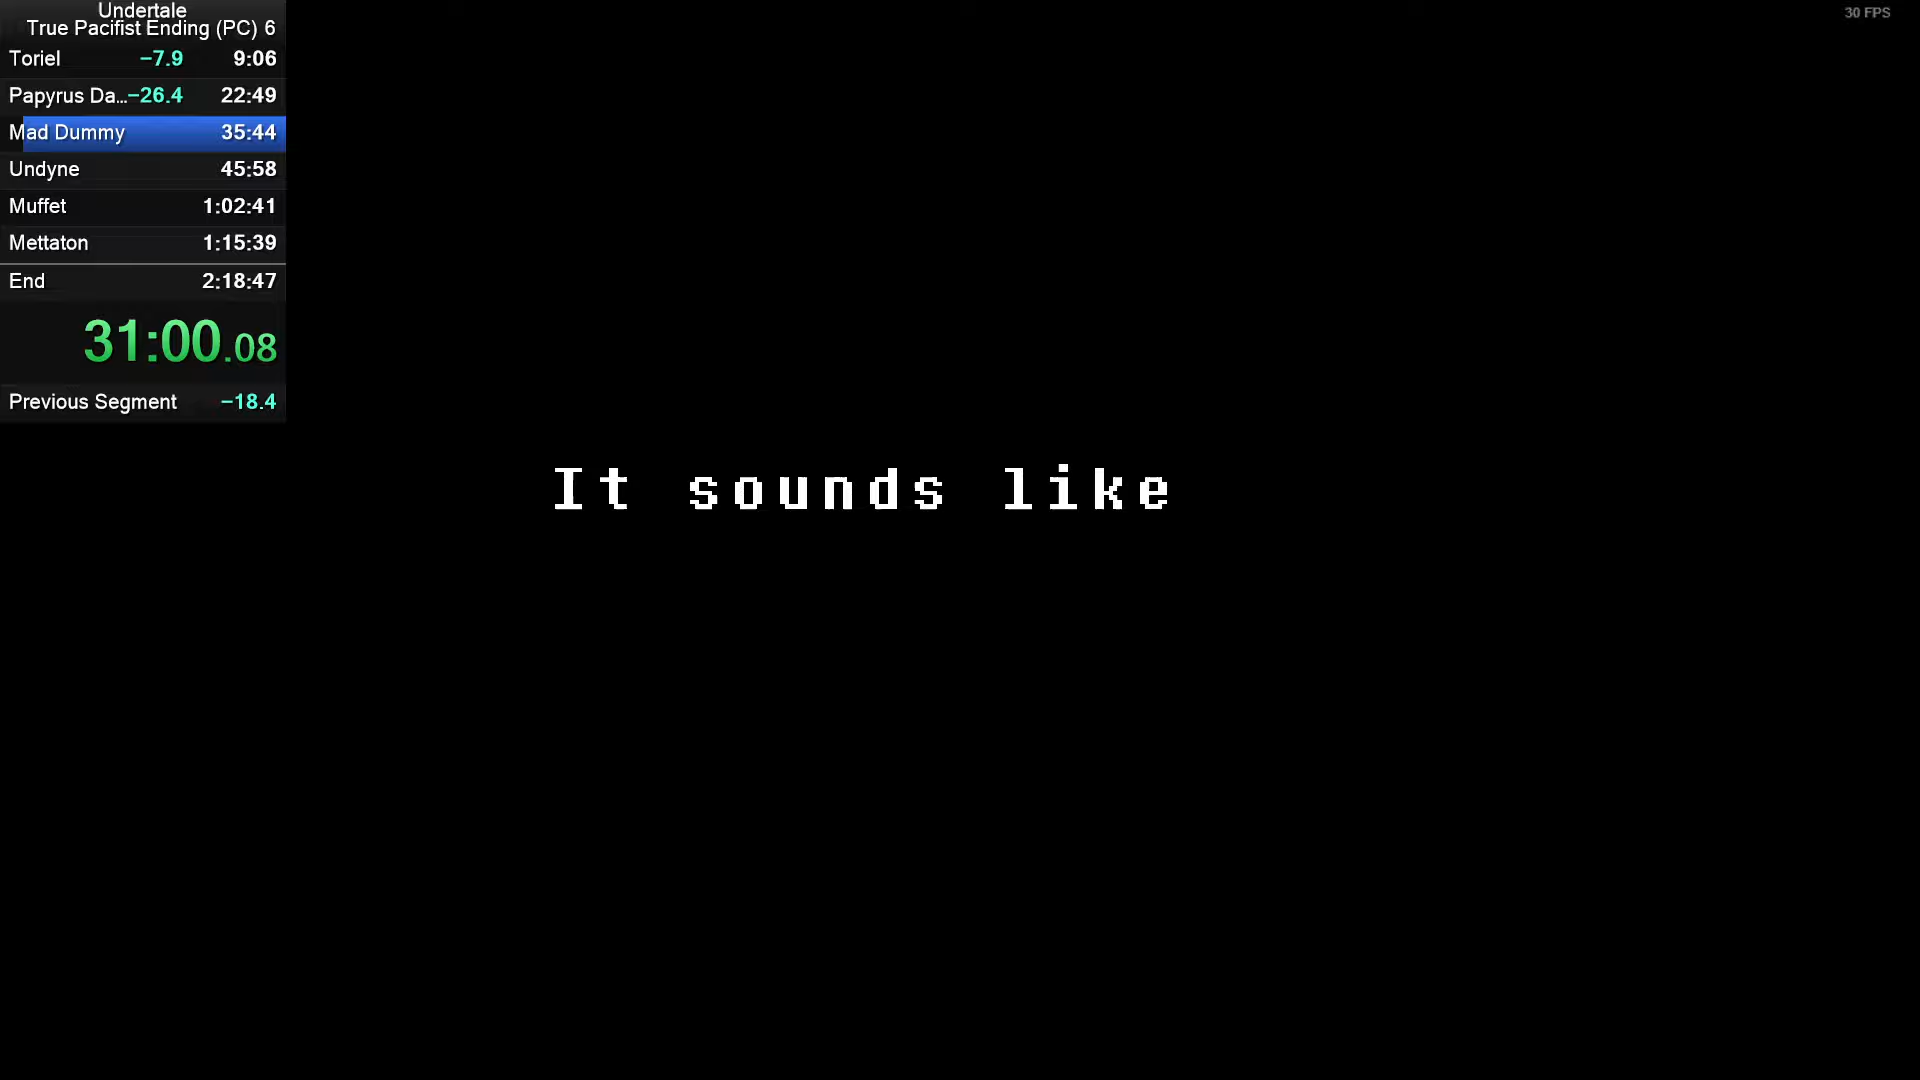 Undertale
True Pacifist Ending (PC) 6
30 FPS
Toriel −7.9 9:06
Papyrus Da...−26.4 22:49
Mad Dummy 35:44
Undyne 45:58
Muffet 1:02:41
Mettaton 1:15:39
End 2:18:47
31:00.08
Previous Segment −18.4
It sounds like